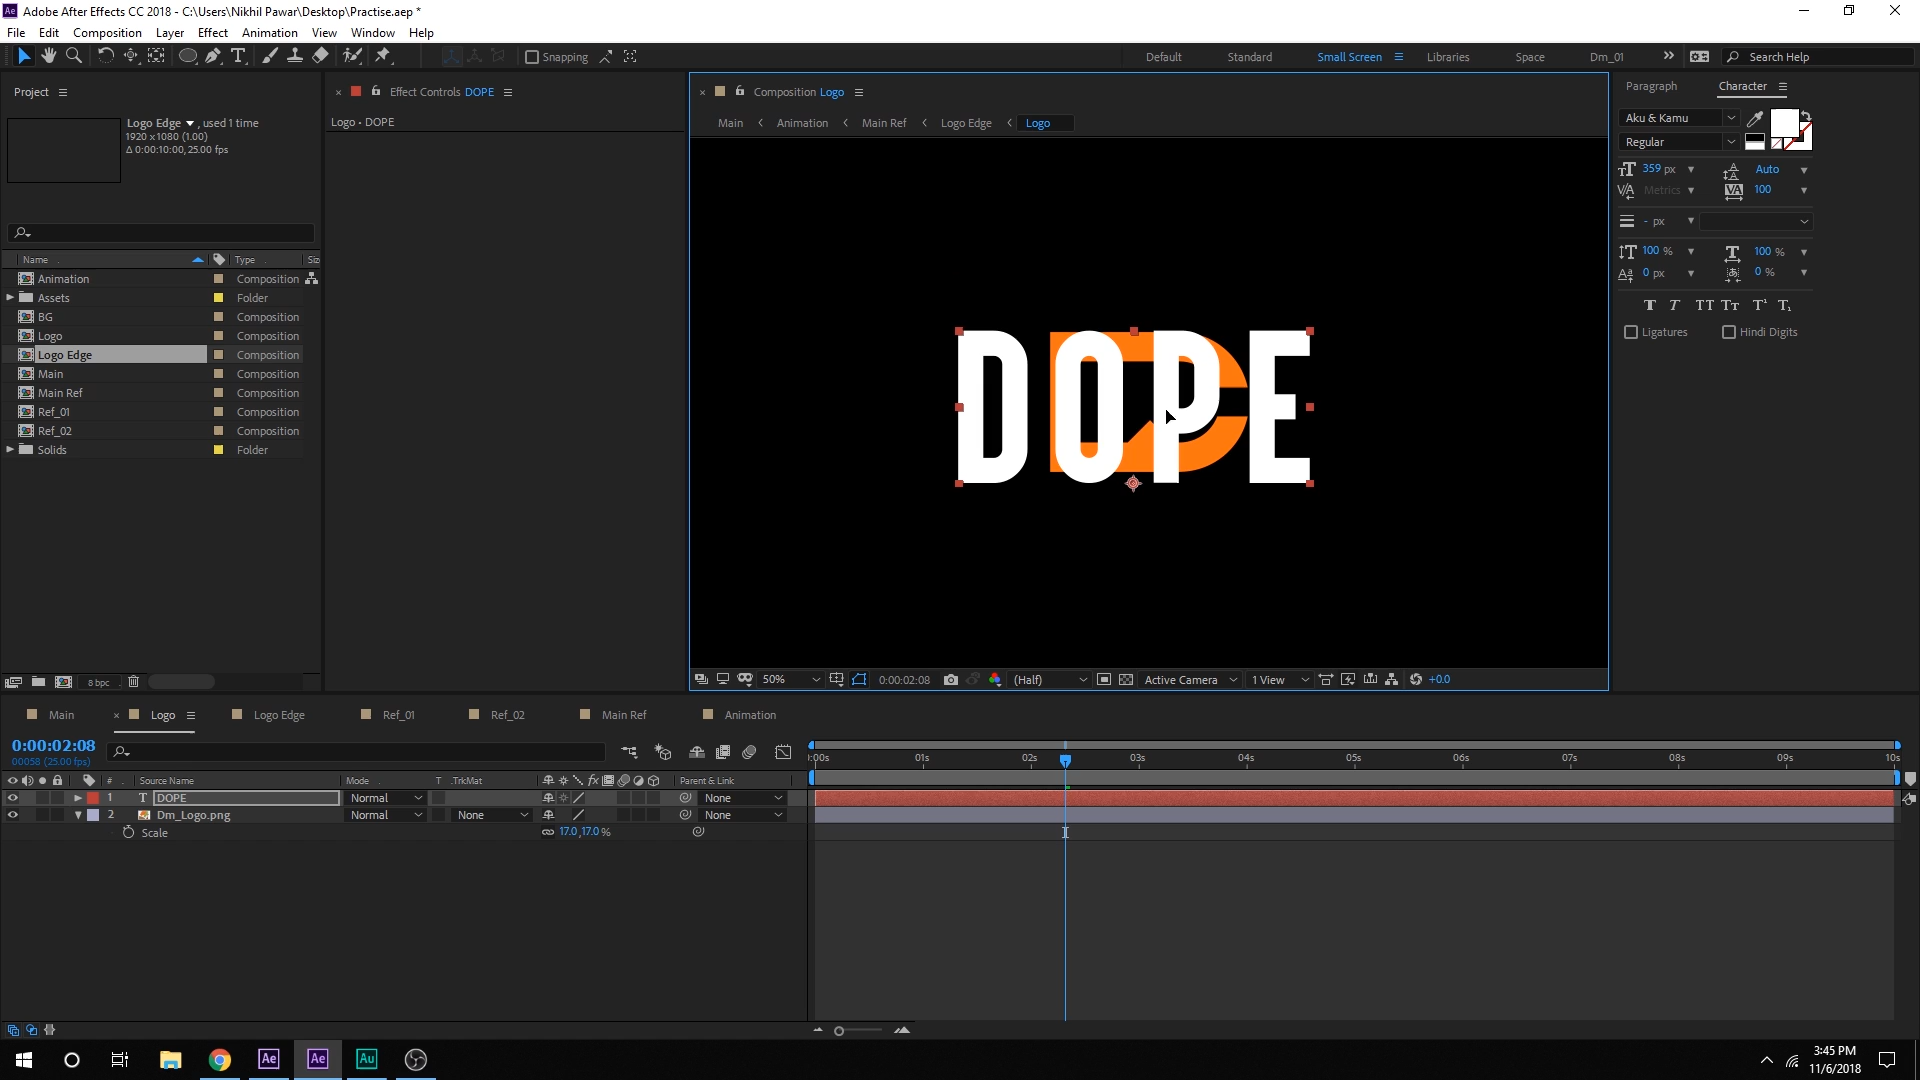 Adobe After Effects CC 2018 - C:\Users\Nikhil Pawar\Desktop\Practise.aep *
File Edit Composition Layer Effect Animation View Window Help
Snapping Default Standard Small Screen Libraries Space Dm_01 Search Help
Project
Logo Edge , used 1 time
1920 x 1080 (1.00)
Δ 0:00:10:00, 25.00 fps
Name Type Siz
Animation Composition
Assets Folder
BG Composition
Logo Composition
Logo Edge Composition
Main Composition
Main Ref Composition
Ref_01 Composition
Ref_02 Composition
Solids Folder
8 bpc
Effect Controls DOPE
Logo • DOPE
Composition Logo
Main Animation Main Ref Logo Edge Logo
DOPE
50% 0:00:02:08 (Half) Active Camera 1 View +0.0
Paragraph Character
Aku & Kamu
Regular
359 px Auto
Metrics 100
- px
100 % 100 %
0 px 0 %
Ligatures Hindi Digits
Main Logo Logo Edge Ref_01 Ref_02 Main Ref Animation
0:00:02:08
00058 (25.00 fps)
:00s 01s 02s 03s 04s 05s 06s 07s 08s 09s 10s
# Source Name Mode T .TrkMat fx Parent & Link
1 T DOPE Normal None
2 Dm_Logo.png Normal None None
Scale 17.0,17.0 %
Ae Ae Au
3:45 PM
11/6/2018